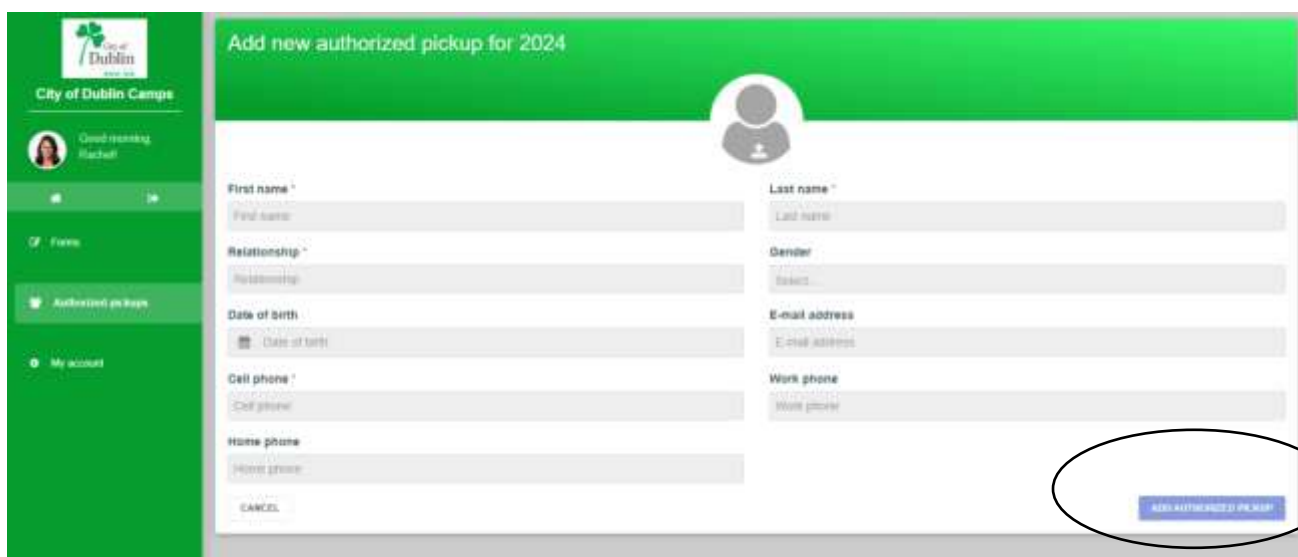 City of
Dublin
City of Dublin Camps
Good morning
Forms
Authorized pickups
My account
Add new authorized pickup for 2024
First name *
First name
Last name *
Last name
Relationship *
Relationship
Gender
Select...
Date of birth
Date of birth
E-mail address
E-mail address
Cell phone *
Cell phone
Work phone
Work phone
Home phone
Home phone
CANCEL
ADD AUTHORIZED PICKUP